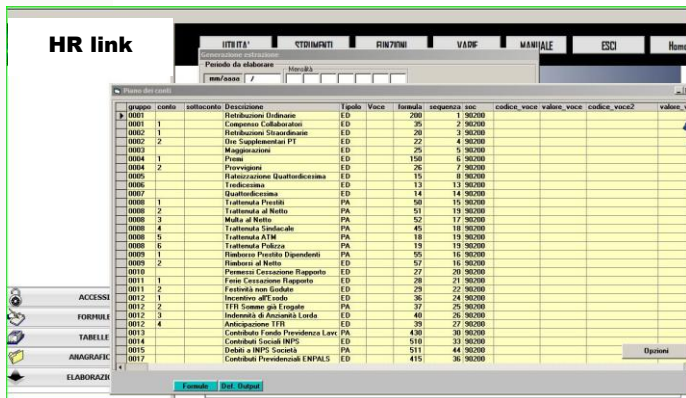 HR link
UTILITA' STRUMENTI FUNZIONI VARIE MANUALE ESCI Home
Generazione estrazione
Periodo da elaborare
Mensilità
mm/aaaa /
Piano dei conti
gruppo conto sottoconto Descrizione Tipolo Voce formula sequenza soc codice_voce valore_voce codice_voce2 valore_v
0001 Retribuzioni Ordinarie ED 200 1 90200
0001 1 Compenso Collaboratori ED 35 2 90200
0002 1 Retribuzioni Straordinarie ED 20 3 90200
0002 2 Ore Supplementari PT ED 22 4 90200
0003 Maggiorazioni ED 25 5 90200
0004 1 Premi ED 150 6 90200
0004 2 Provvigioni ED 26 7 90200
0005 Rateizzazione Quattordicesima ED 15 8 90200
0006 Tredicesima ED 13 13 90200
0007 Quattordicesima ED 14 14 90200
0008 1 Trattenuta Prestiti PA 50 15 90200
0008 2 Trattenuta al Netto PA 51 19 90200
0008 3 Multa al Netto PA 52 17 90200
0008 4 Trattenuta Sindacale PA 45 18 90200
0008 5 Trattenuta ATM PA 18 19 90200
0008 6 Trattenuta Polizza PA 19 19 90200
0009 1 Rimborso Prestito Dipendenti PA 55 16 90200
0009 2 Rimborsi al Netto ED 57 16 90200
0010 Permessi Cessazione Rapporto ED 27 20 90200
0011 1 Ferie Cessazione Rapporto ED 28 21 90200
0011 2 Festività non Godute ED 29 22 90200
0012 1 Incentivo all'Esodo ED 36 24 90200
0012 2 TFR Somme già Erogate PA 37 25 90200
0012 3 Indennità di Anzianità Lorda ED 40 26 90200
0012 4 Anticipazione TFR ED 39 27 90200
0013 Contributo Fondo Previdenza Lavo PA 430 30 90200
0014 Contributi Sociali INPS ED 510 33 90200
0015 Debiti a INPS Società PA 511 44 90200
0017 Contributi Previdenziali ENPALS ED 415 36 90200
ACCESSI
FORMULE
TABELLE
ANAGRAFIC
ELABORAZIO
Opzioni
Formule Def. Output